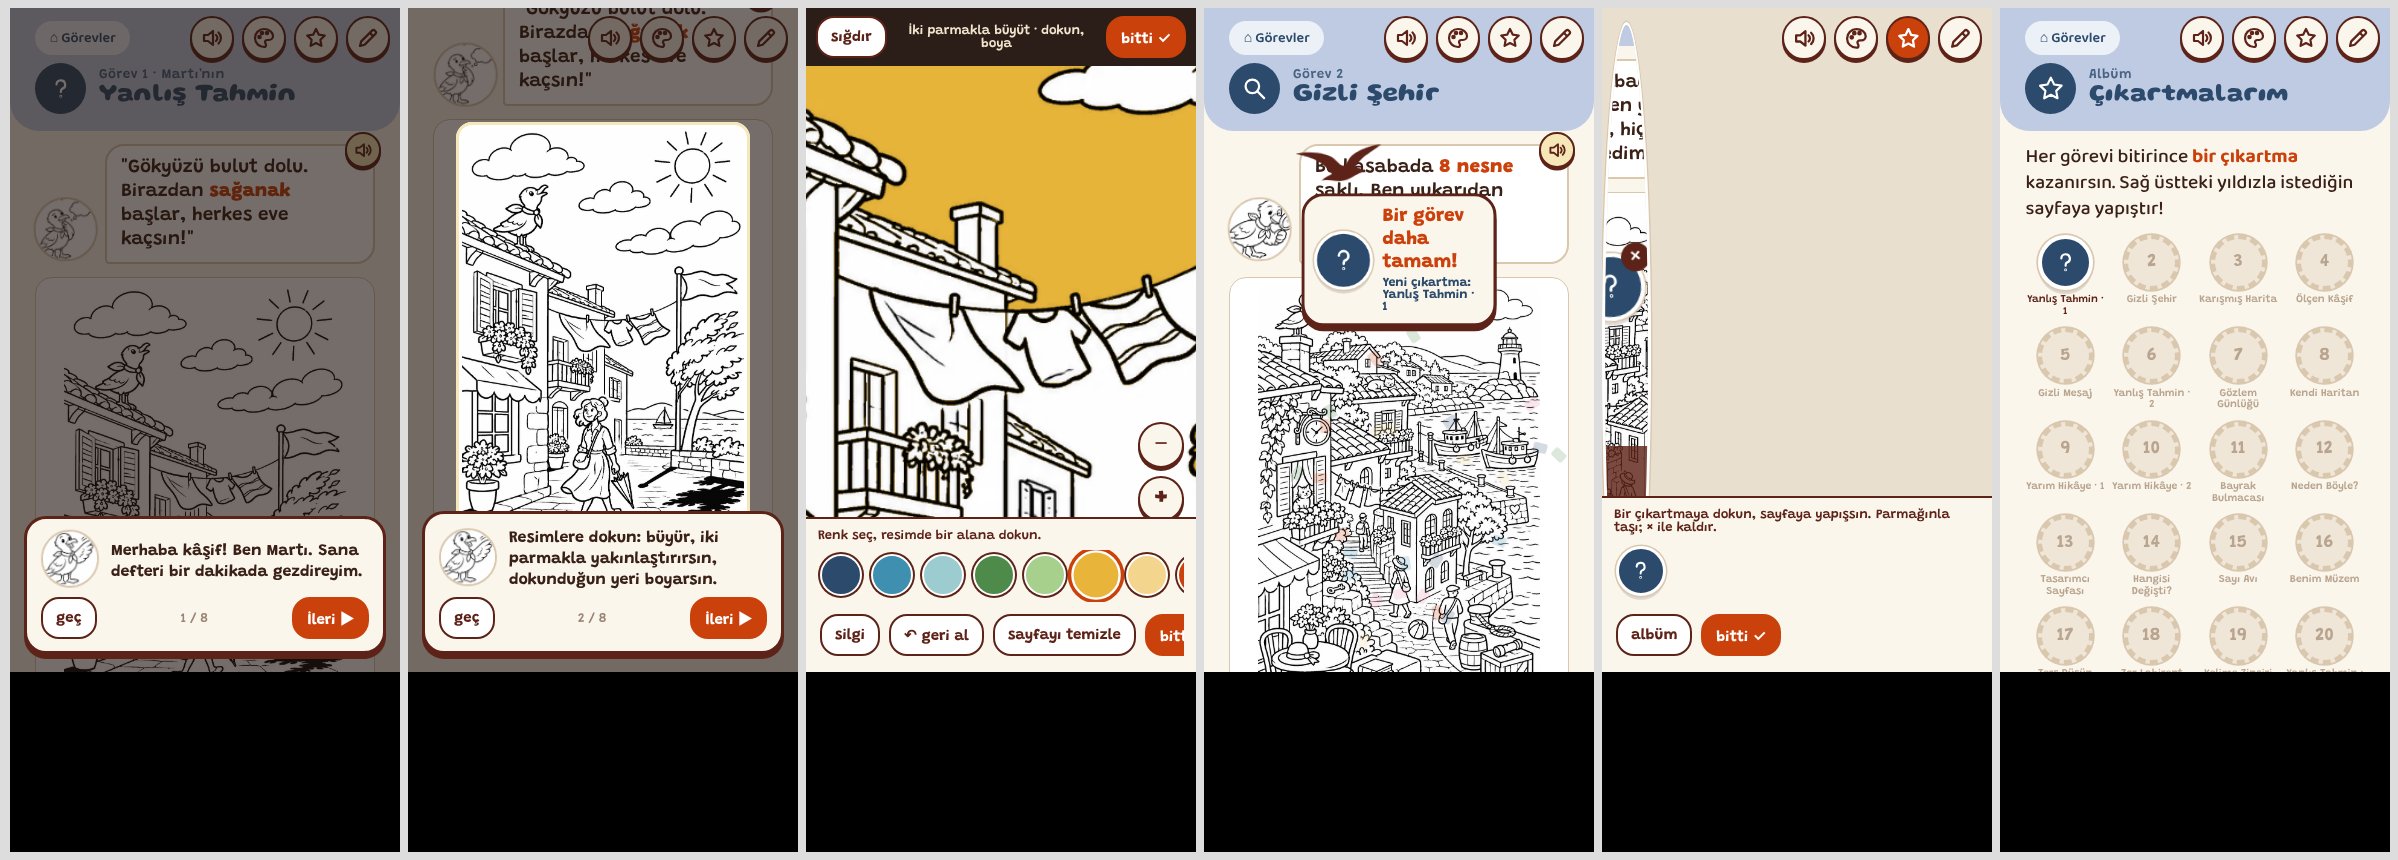 ⌂ Görevler
Görev 1 · Martı'nın
Yanlış Tahmin
"Gökyüzü bulut dolu.
Birazdan sağanak
başlar, herkes eve
kaçsın!"
Merhaba kâşif! Ben Martı. Sana
defteri bir dakikada gezdireyim.
geç
1 / 8
İleri ▶
"Gökyüzü bulut dolu.
başlar,
kaçsın!"
Resimlere dokun: büyür, iki
parmakla yakınlaştırırsın,
dokunduğun yeri boyarsın.
geç
2 / 8
İleri ▶
sığdır
İki parmakla büyüt · dokun,
boya
bitti ✓
−
+
Renk seç, resimde bir alana dokun.
silgi
↶ geri al
sayfayı temizle
bitt
⌂ Görevler
Görev 2
Gizli Şehir
8 nesne
saklı. Ben yukarıdan
Bir görev
daha
tamam!
Yeni çıkartma:
Yanlış Tahmin ·
1
?
Bir çıkartmaya dokun, sayfaya yapışsın. Parmağınla
taşı; × ile kaldır.
?
albüm
bitti ✓
⌂ Görevler
Albüm
Çıkartmalarım
Her görevi bitirince bir çıkartma
kazanırsın. Sağ üstteki yıldızla istediğin
sayfaya yapıştır!
? 2 3 4
Yanlış Tahmin · 1
Gizli Şehir
Karışmış Harita
Ölçen Kâşif
5 6 7 8
Gizli Mesaj
Yanlış Tahmin · 2
Gözlem Günlüğü
Kendi Haritan
9 10 11 12
Yarım Hikâye · 1
Yarım Hikâye · 2
Bayrak Bulmacası
Neden Böyle?
13 14 15 16
Tasarımcı Sayfası
Hangisi Değişti?
Sayı Avı
Benim Müzem
17 18 19 20